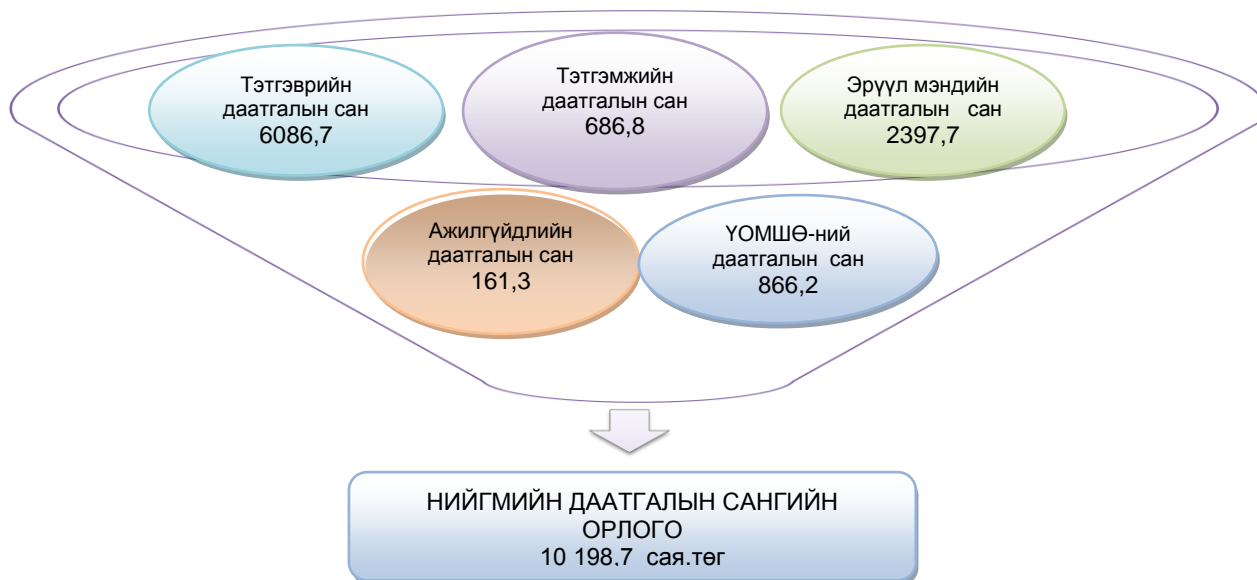 Тэтгэврийн
даатгалын сан
6086,7
Тэтгэмжийн
даатгалын сан
686,8
Эрүүл мэндийн
даатгалын сан
2397,7
Ажилгүйдлийн
даатгалын сан
161,3
ҮОМШӨ-ний
даатгалын сан
866,2
НИЙГМИЙН ДААТГАЛЫН САНГИЙН
ОРЛОГО
10 198,7 сая.төг